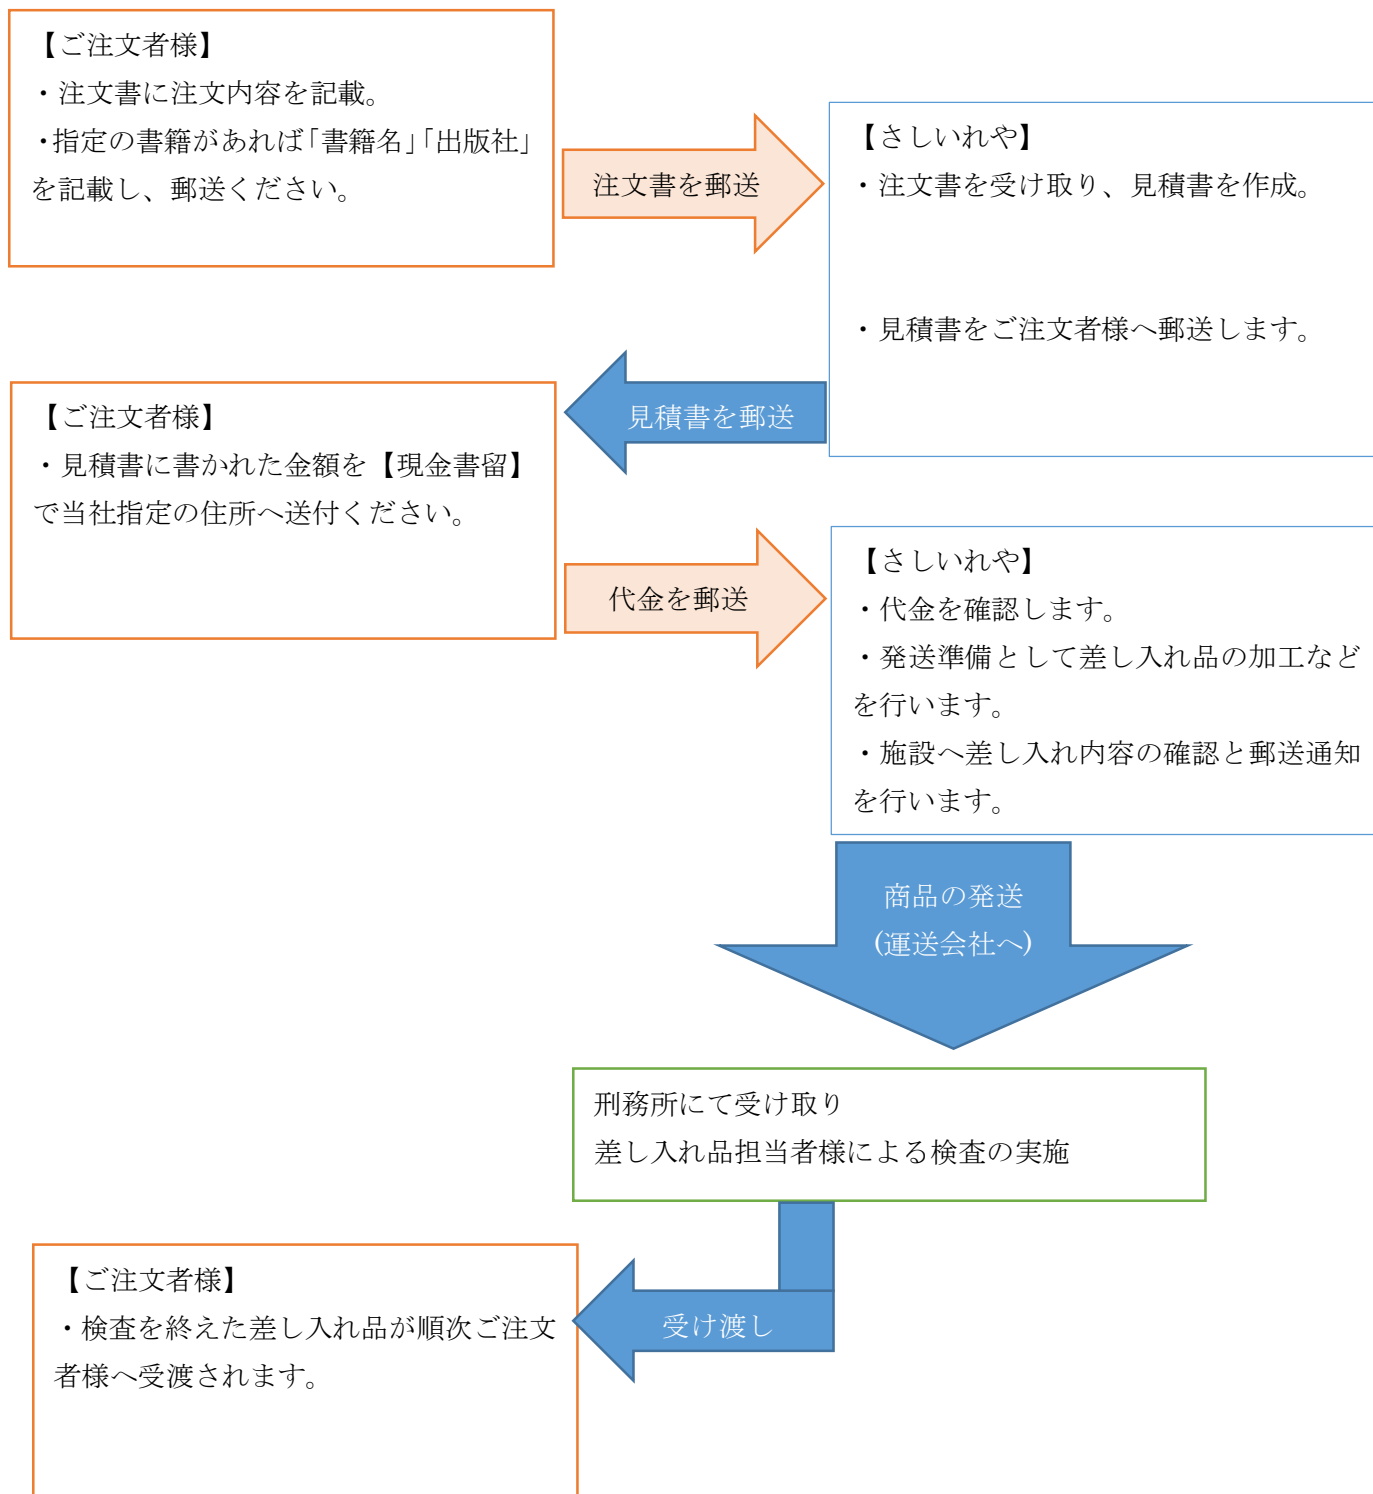 【ご注文者様】
・注文書に注文内容を記載。
・指定の書籍があれば「書籍名」「出版社」
を記載し、郵送ください。
注文書を郵送
【さしいれや】
・注文書を受け取り、見積書を作成。
・見積書をご注文者様へ郵送します。
見積書を郵送
【ご注文者様】
・見積書に書かれた金額を【現金書留】
で当社指定の住所へ送付ください。
代金を郵送
【さしいれや】
・代金を確認します。
・発送準備として差し入れ品の加工など
を行います。
・施設へ差し入れ内容の確認と郵送通知
を行います。
商品の発送
(運送会社へ)
刑務所にて受け取り
差し入れ品担当者様による検査の実施
受け渡し
【ご注文者様】
・検査を終えた差し入れ品が順次ご注文
者様へ受渡されます。